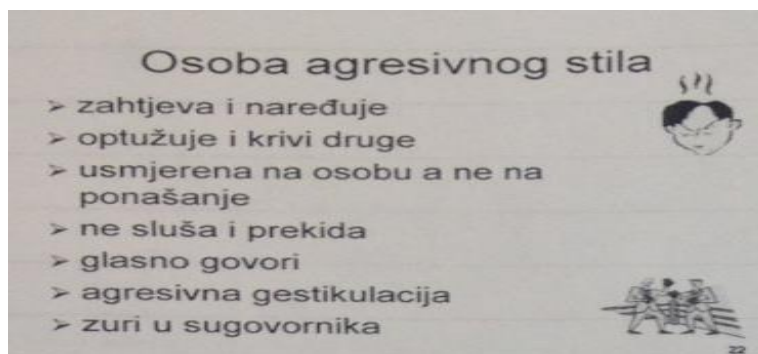 Osoba agresivnog stila
➢ zahtjeva i naređuje
➢ optužuje i krivi druge
➢ usmjerena na osobu a ne na
ponašanje
➢ ne sluša i prekida
➢ glasno govori
➢ agresivna gestikulacija
➢ zuri u sugovornika
22